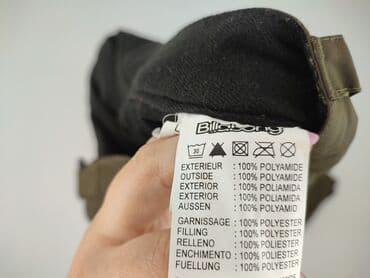 Billabong
30
EXTERIEUR : 100% POLYAMIDE
OUTSIDE : 100% POLYAMIDE
EXTERIOR : 100% POLIAMIDA
EXTERIOR : 100% POLIAMIDA
AUSSEN : 100% POLYAMID
GARNISSAGE : 100% POLYESTER
FILLING : 100% POLYESTER
RELLENO : 100% POLIESTER
ENCHIMENTO : 100% POLIESTER
FUELLUNG : 100% POLYESTER